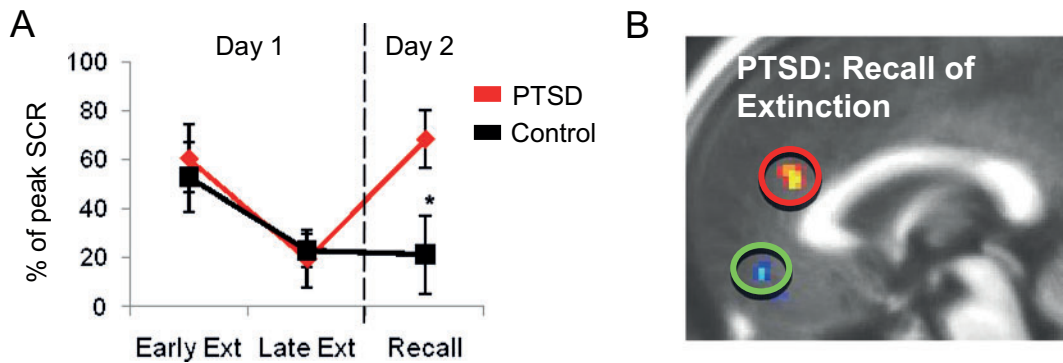 A
Day 1
Day 2
100
80
60
40
20
0
% of peak SCR
*
Early Ext
Late Ext
Recall
PTSD
Control
B
PTSD: Recall of
Extinction